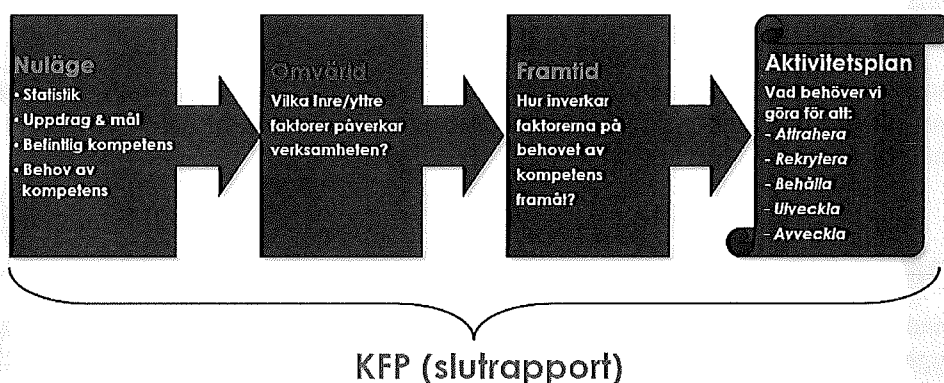 Nuläge
• Statistik
• Uppdrag & mål
• Befintlig kompetens
• Behov av
kompetens
Omvärld
Vilka Inre/yttre
faktorer påverkar
verksamheten?
Framtid
Hur inverkar
faktorerna på
behovet av
kompetens
framåt?
Aktivitetsplan
Vad behöver vi
göra för att:
- Attrahera
- Rekrytera
- Behålla
- Utveckla
- Avveckla
KFP (slutrapport)